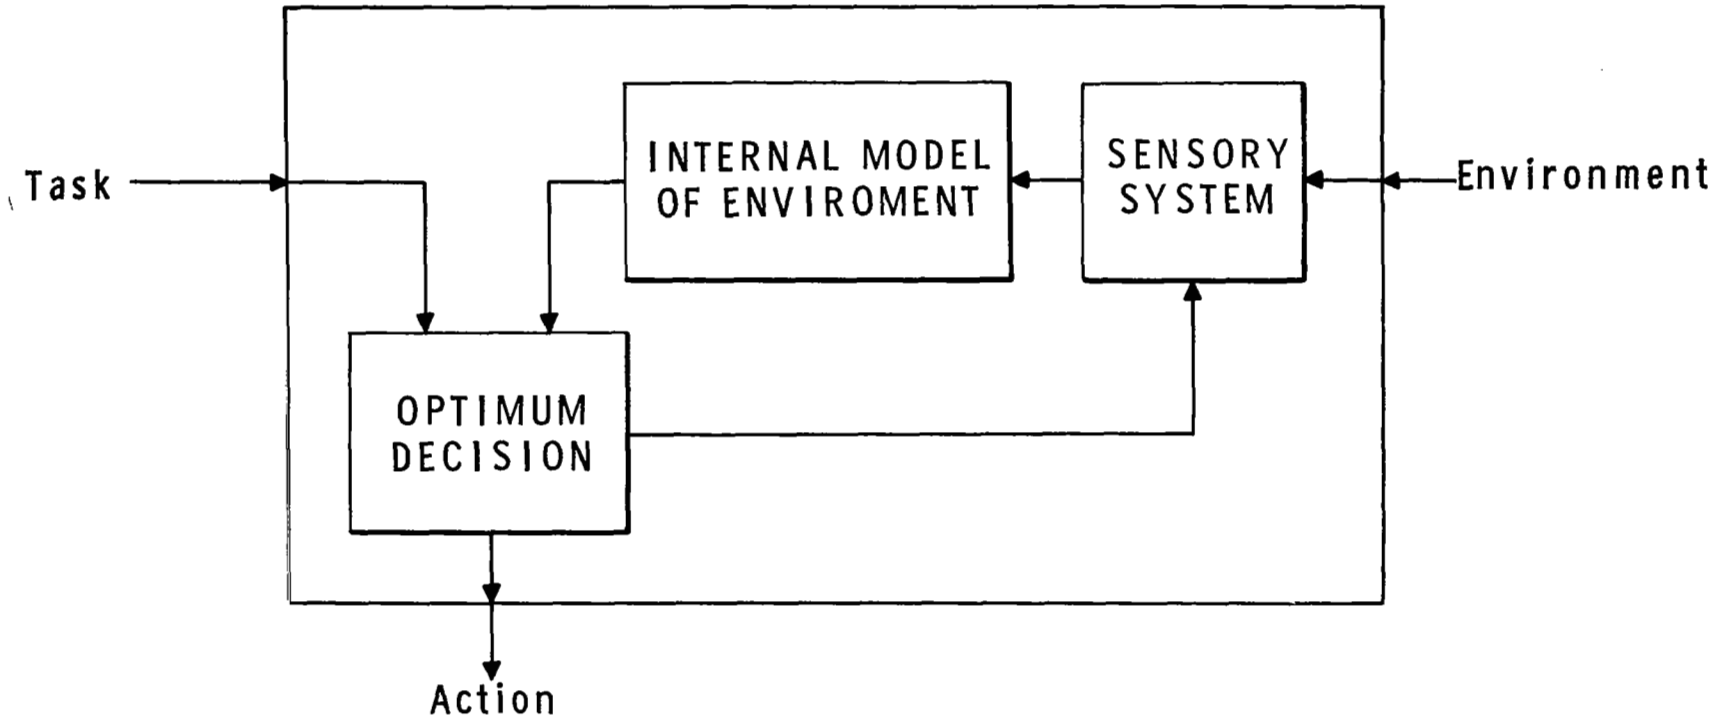 Task
INTERNAL MODEL
OF ENVIROMENT
SENSORY
SYSTEM
Environment
OPTIMUM
DECISION
Action